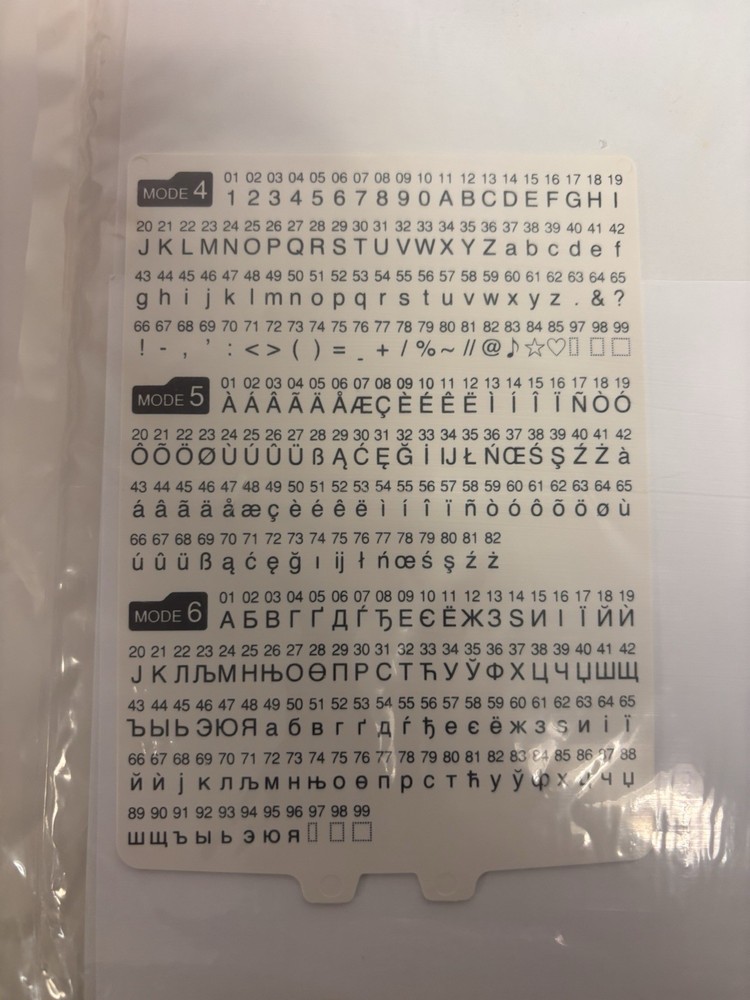 MODE 4
01 02 03 04 05 06 07 08 09 10 11 12 13 14 15 16 17 18 19
1 2 3 4 5 6 7 8 9 0 A B C D E F G H I
20 21 22 23 24 25 26 27 28 29 30 31 32 33 34 35 36 37 38 39 40 41 42
J K L M N O P Q R S T U V W X Y Z a b c d e f
43 44 45 46 47 48 49 50 51 52 53 54 55 56 57 58 59 60 61 62 63 64 65
g h i j k l m n o p q r s t u v w x y z . & ?
66 67 68 69 70 71 72 73 74 75 76 77 78 79 80 81 82 83 84 85 97 98 99
! - , ’ : < > ( ) = _ + / % ~ // @ ♪ ☆ ♡
MODE 5
01 02 03 04 05 06 07 08 09 10 11 12 13 14 15 16 17 18 19
À Á Â Ã Ä Å Æ Ç È É Ê Ë Ì Í Î Ï Ñ Ò Ó
20 21 22 23 24 25 26 27 28 29 30 31 32 33 34 35 36 37 38 39 40 41 42
Ô Õ Ö Ø Ù Ú Û Ü ß Ą Ć Ę Ğ İ IJ Ł Ń Œ Ś Ş Ź Ż à
43 44 45 46 47 48 49 50 51 52 53 54 55 56 57 58 59 60 61 62 63 64 65
á â ã ä å æ ç è é ê ë ì í î ï ñ ò ó ô õ ö ø ù
66 67 68 69 70 71 72 73 74 75 76 77 78 79 80 81 82
ú û ü ß ą ć ę ğ ı ij ł ń œ ś ş ź ż
MODE 6
01 02 03 04 05 06 07 08 09 10 11 12 13 14 15 16 17 18 19
А Б В Г Ґ Д Ѓ Ђ Е Є Ё Ж З Ѕ И І Ї Й Ѝ
20 21 22 23 24 25 26 27 28 29 30 31 32 33 34 35 36 37 38 39 40 41 42
Ј К Л Љ М Н Њ О Ө П Р С Т Ћ У Ў Ф Х Ц Ч Џ Ш Щ
43 44 45 46 47 48 49 50 51 52 53 54 55 56 57 58 59 60 61 62 63 64 65
Ъ Ы Ь Э Ю Я а б в г ґ д ѓ ђ е є ё ж з ѕ и і ї
66 67 68 69 70 71 72 73 74 75 76 77 78 79 80 81 82 83 84 85 86 87 88
й ѝ ј к л љ м н њ о ө п р с т ћ у ў ф х ц ч џ
89 90 91 92 93 94 95 96 97 98 99
ш щ ъ ы ь э ю я